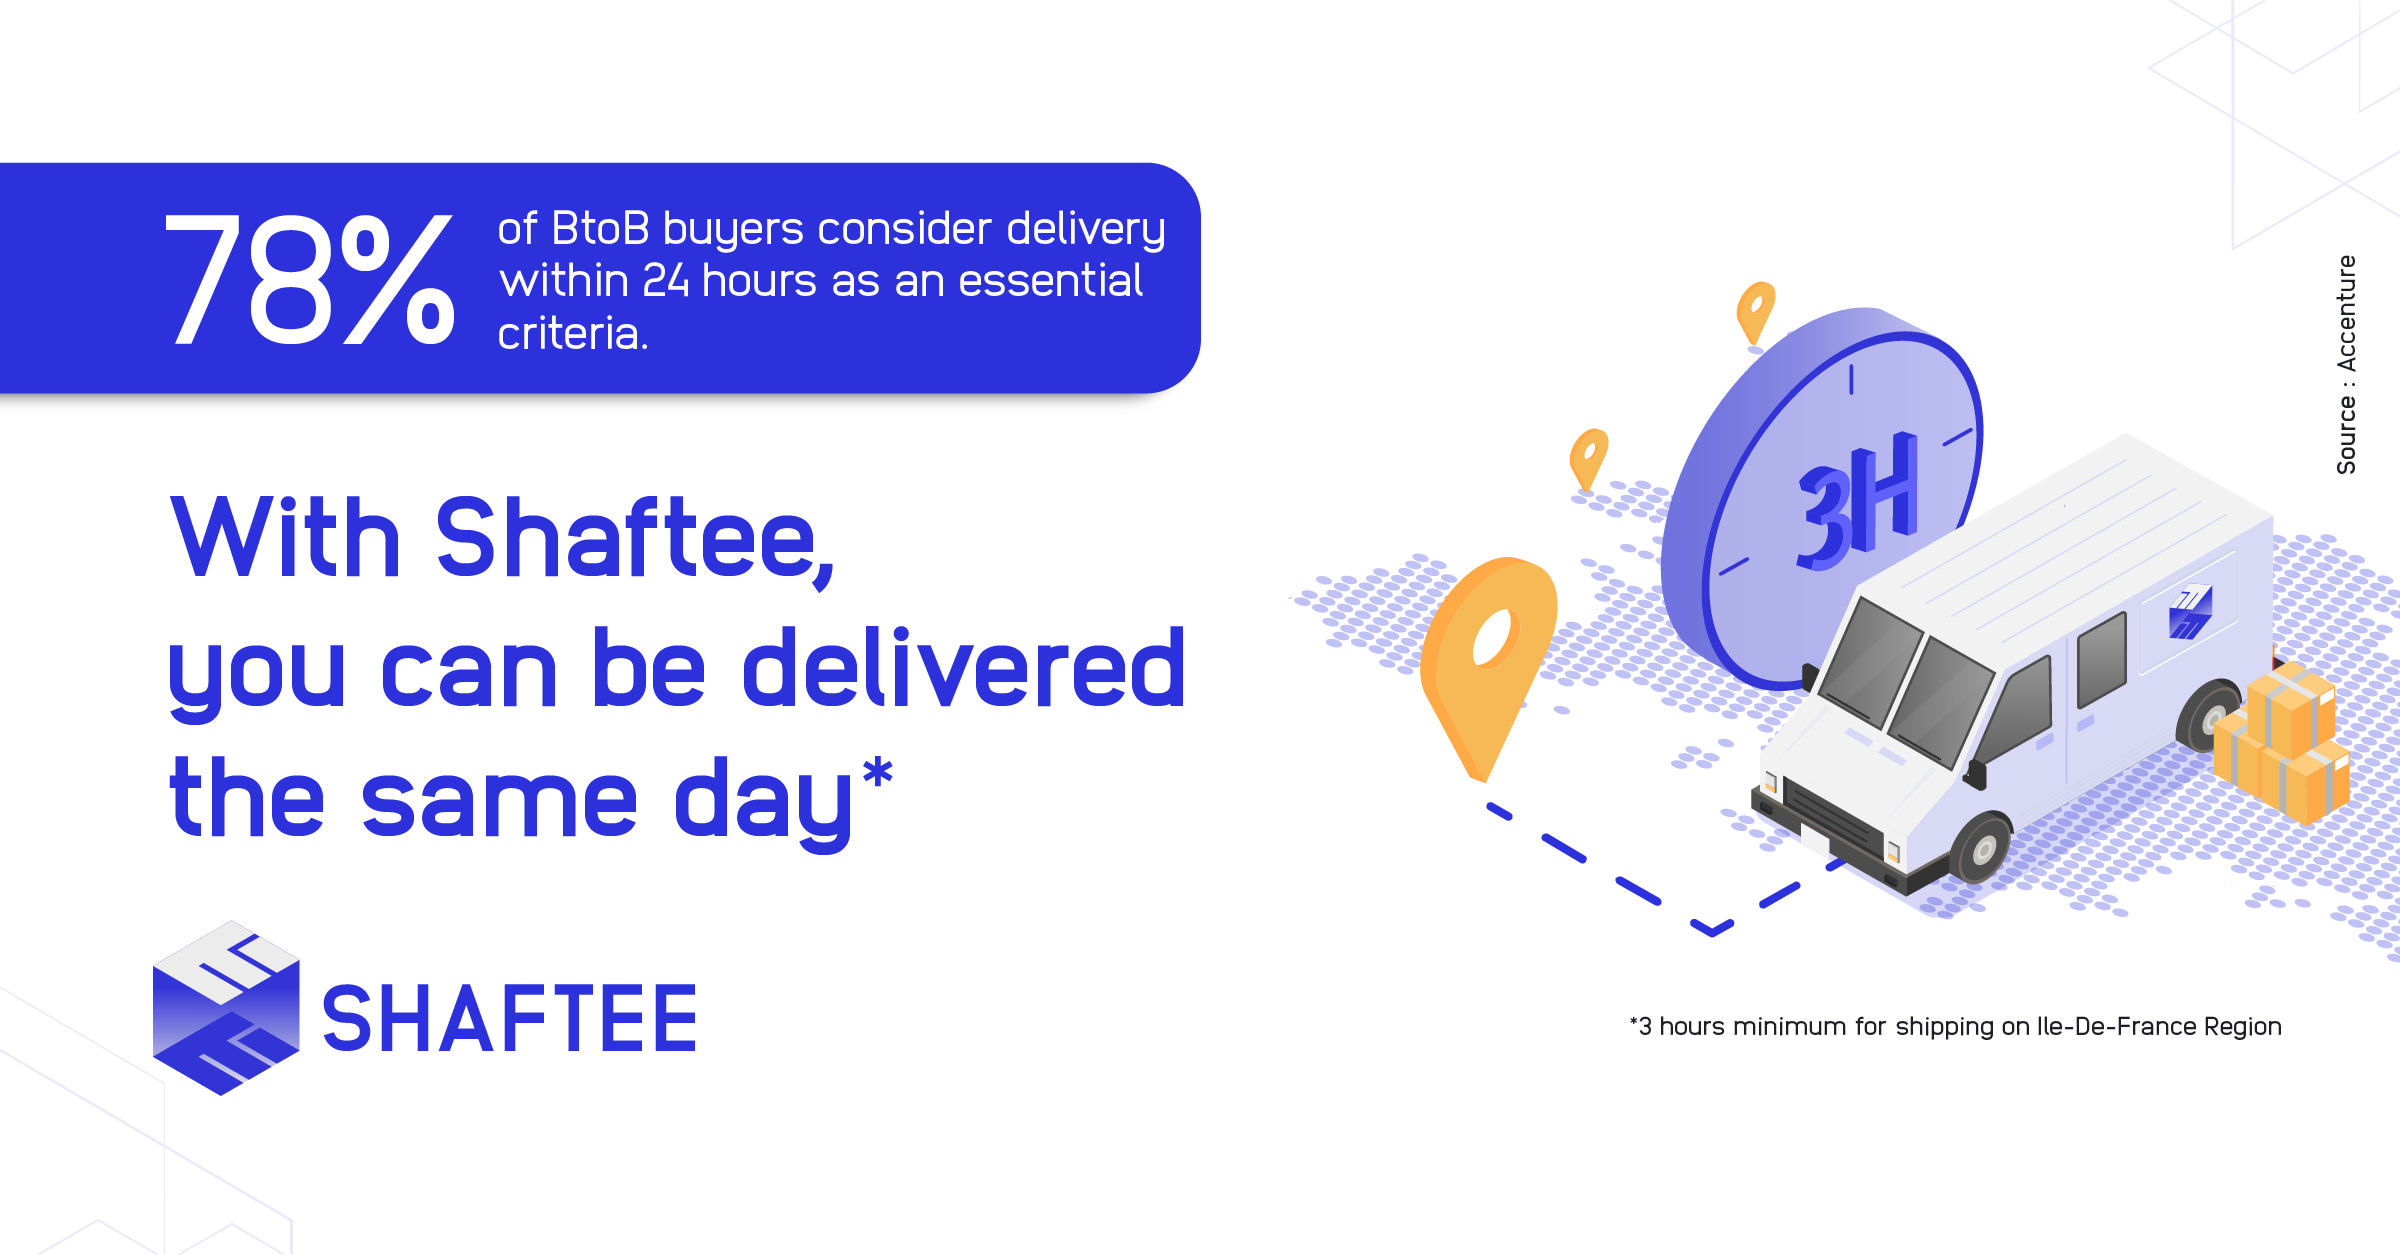 78%
of BtoB buyers consider delivery
within 24 hours as an essential
criteria.
With Shaftee,
you can be delivered
the same day*
SHAFTEE
3H
Source : Accenture
*3 hours minimum for shipping on Ile-De-France Region